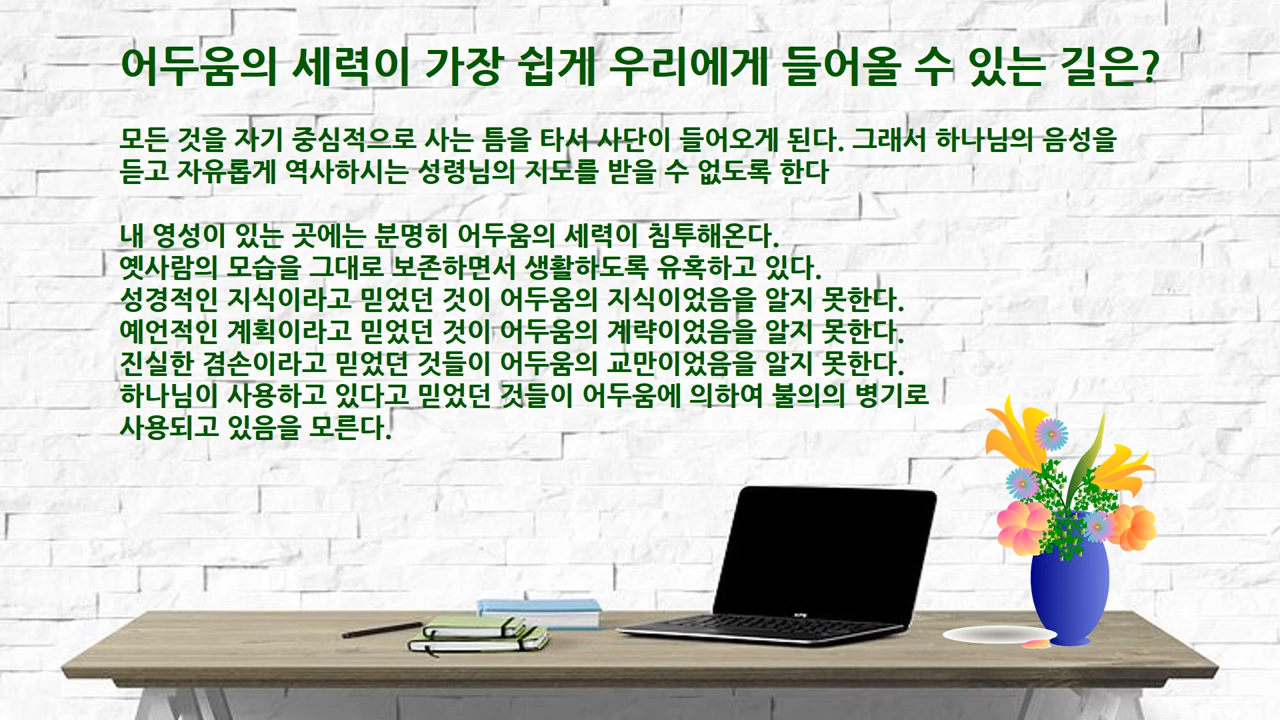 어두움의 세력이 가장 쉽게 우리에게 들어올 수 있는 길은?
모든 것을 자기 중심적으로 사는 틈을 타서 사단이 들어오게 된다. 그래서 하나님의 음성을
듣고 자유롭게 역사하시는 성령님의 지도를 받을 수 없도록 한다
내 영성이 있는 곳에는 분명히 어두움의 세력이 침투해온다.
옛사람의 모습을 그대로 보존하면서 생활하도록 유혹하고 있다.
성경적인 지식이라고 믿었던 것이 어두움의 지식이었음을 알지 못한다.
예언적인 계획이라고 믿었던 것이 어두움의 계략이었음을 알지 못한다.
진실한 겸손이라고 믿었던 것들이 어두움의 교만이었음을 알지 못한다.
하나님이 사용하고 있다고 믿었던 것들이 어두움에 의하여 불의의 병기로
사용되고 있음을 모른다.